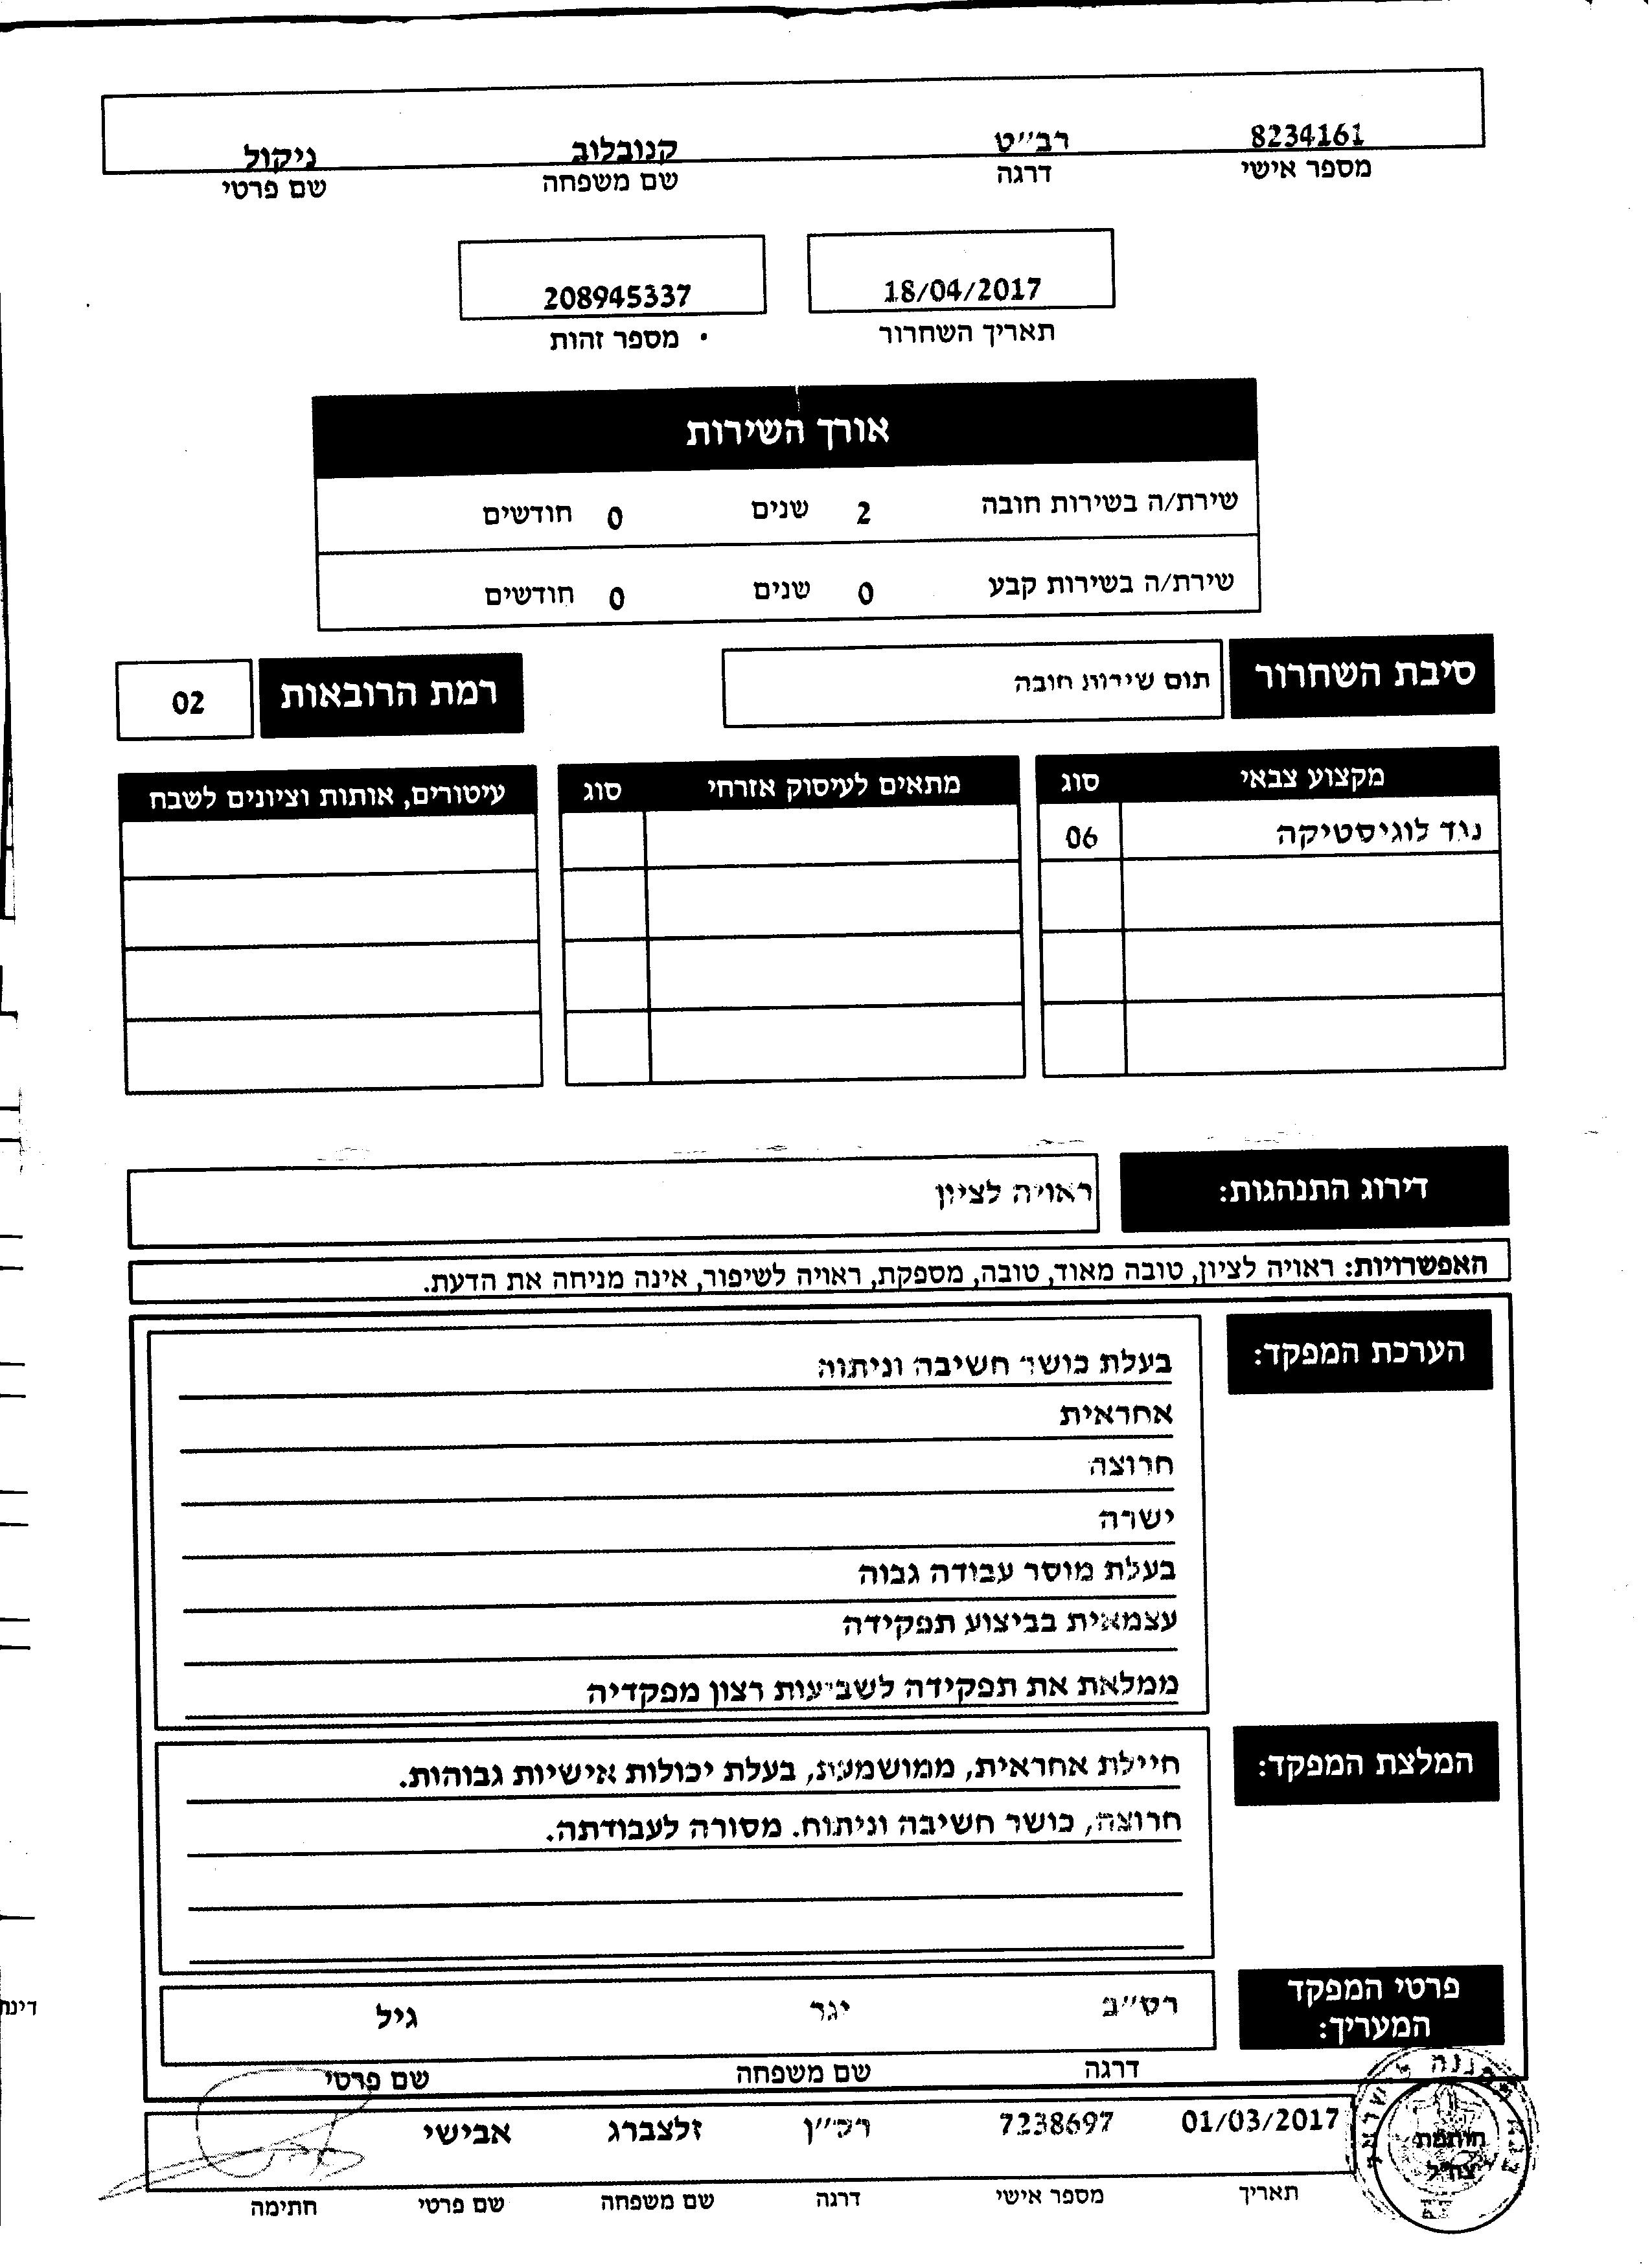 8234161 רב״ט קנובלוב ניקול
מספר אישי דרגה שם משפחה שם פרטי
18/04/2017 208945337
תאריך השחרור מספר זהות
אורך השירות
שירת/ה בשירות חובה 2 שנים 0 חודשים
שירת/ה בשירות קבע 0 שנים 0 חודשים
סיבת השחרור תום שירות חובה רמת הרובאות 02
מקצוע צבאי סוג מתאים לעיסוק אזרחי סוג עיטורים, אותות וציונים לשבח
נגד לוגיסטיקה 06
דירוג התנהגות: ראויה לציון
האפשרויות: ראויה לציון, טובה מאוד, טובה, מספקת, ראויה לשיפור, אינה מניחה את הדעת.
הערכת המפקד: בעלת כושר חשיבה וניתוח
אחראית
חרוצה
ישרה
בעלת מוסר עבודה גבוה
עצמאית בביצוע תפקידה
ממלאת את תפקידה לשביעות רצון מפקדיה
המלצת המפקד: חיילת אחראית, ממושמעת, בעלת יכולות אישיות גבוהות.
חרוצה, כושר חשיבה וניתוח. מסורה לעבודתה.
פרטי המפקד
המעריך: רס״ב יגר גיל
דרגה שם משפחה שם פרטי
01/03/2017 7238697 רס״ן זלצברג אבישי
תאריך מספר אישי דרגה שם משפחה שם פרטי חתימה
חותמת
צה״ל